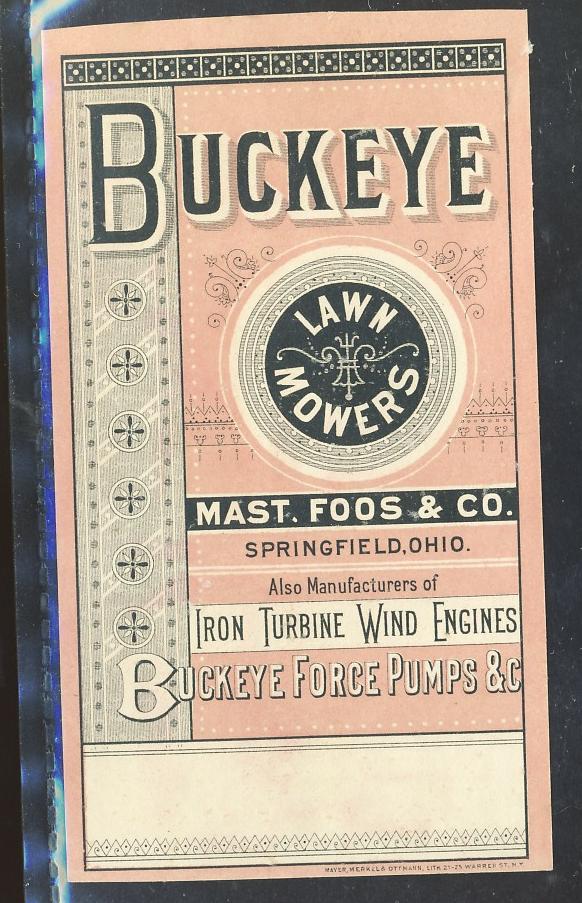 BUCKEYE
LAWN
MOWERS
MAST. FOOS & CO.
SPRINGFIELD, OHIO.
Also Manufacturers of
IRON TURBINE WIND ENGINES
BUCKEYE FORCE PUMPS &C
MAYER, MERKEL & OTTMANN, LITH. 21-25 WARREN ST. N.Y.